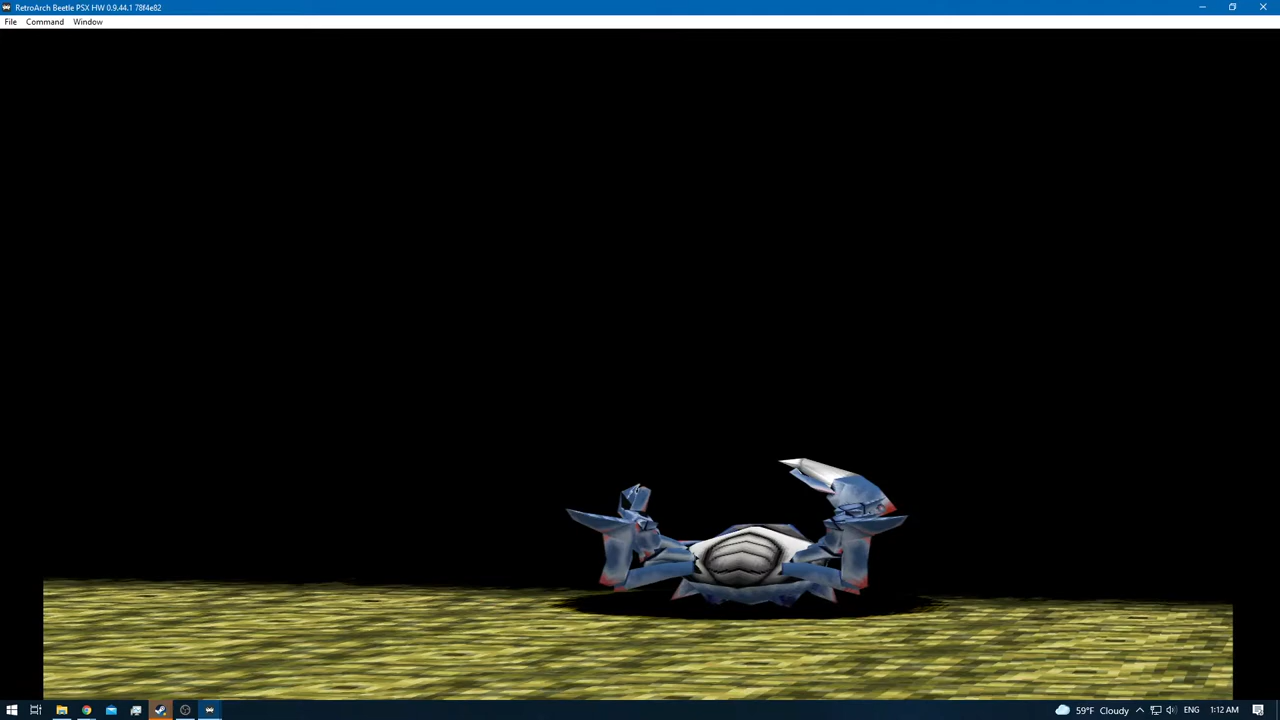 RetroArch Beetle PSX HW 0.9.44.1 78f4e82
File Command Window
59°F Cloudy ENG 1:12 AM